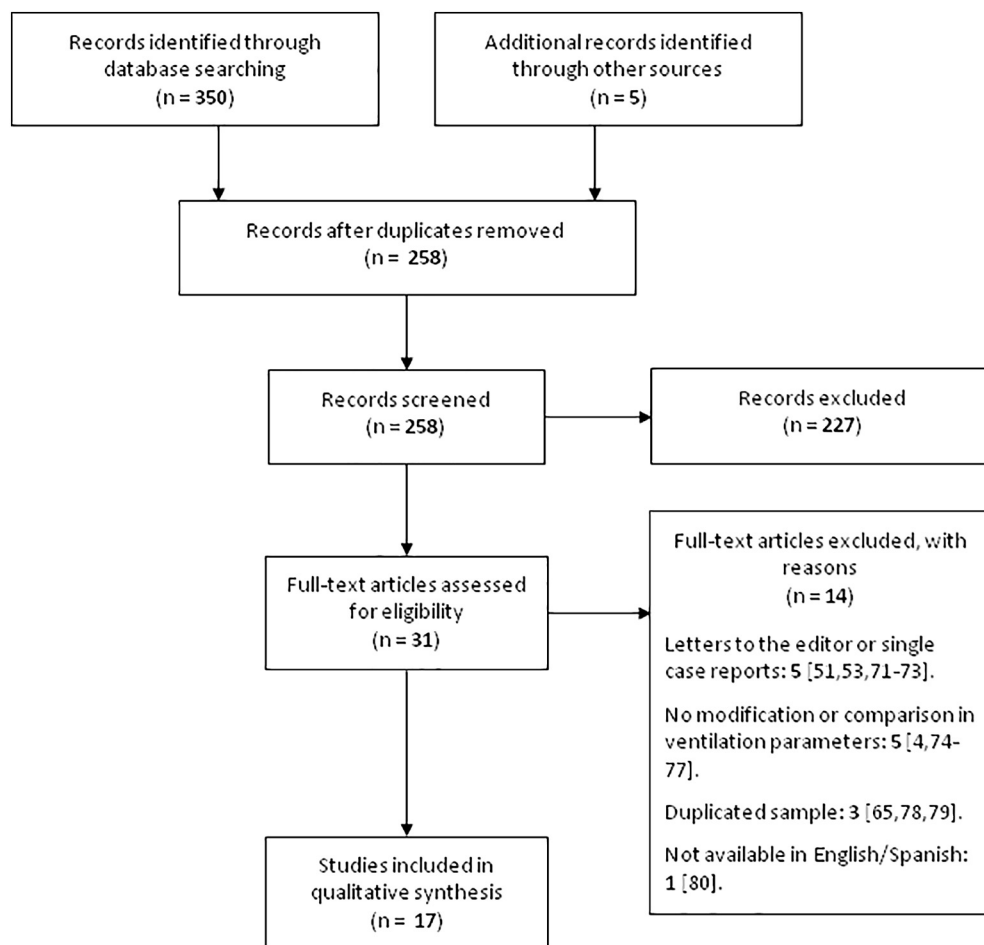 Records identified through
database searching
(n = 350)
Additional records identified
through other sources
(n = 5)
Records after duplicates removed
(n = 258)
Records screened
(n = 258)
Records excluded
(n = 227)
Full-text articles assessed
for eligibility
(n = 31)
Full-text articles excluded, with
reasons
(n = 14)
Letters to the editor or single
case reports: 5 [51,53,71-73].
No modification or comparison in
ventilation parameters: 5 [4,74-
77].
Duplicated sample: 3 [65,78,79].
Not available in English/Spanish:
1 [80].
Studies included in
qualitative synthesis
(n = 17)